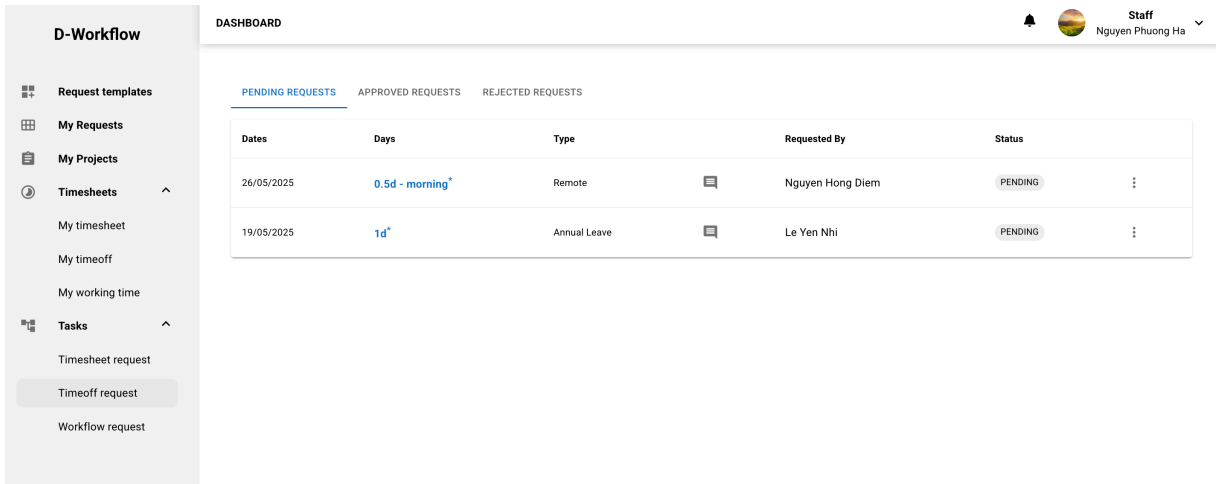 D-Workflow
DASHBOARD
Staff
Nguyen Phuong Ha
Request templates
My Requests
My Projects
Timesheets
My timesheet
My timeoff
My working time
Tasks
Timesheet request
Timeoff request
Workflow request
PENDING REQUESTS APPROVED REQUESTS REJECTED REQUESTS
Dates Days Type Requested By Status
26/05/2025 0.5d - morning* Remote Nguyen Hong Diem PENDING
19/05/2025 1d* Annual Leave Le Yen Nhi PENDING